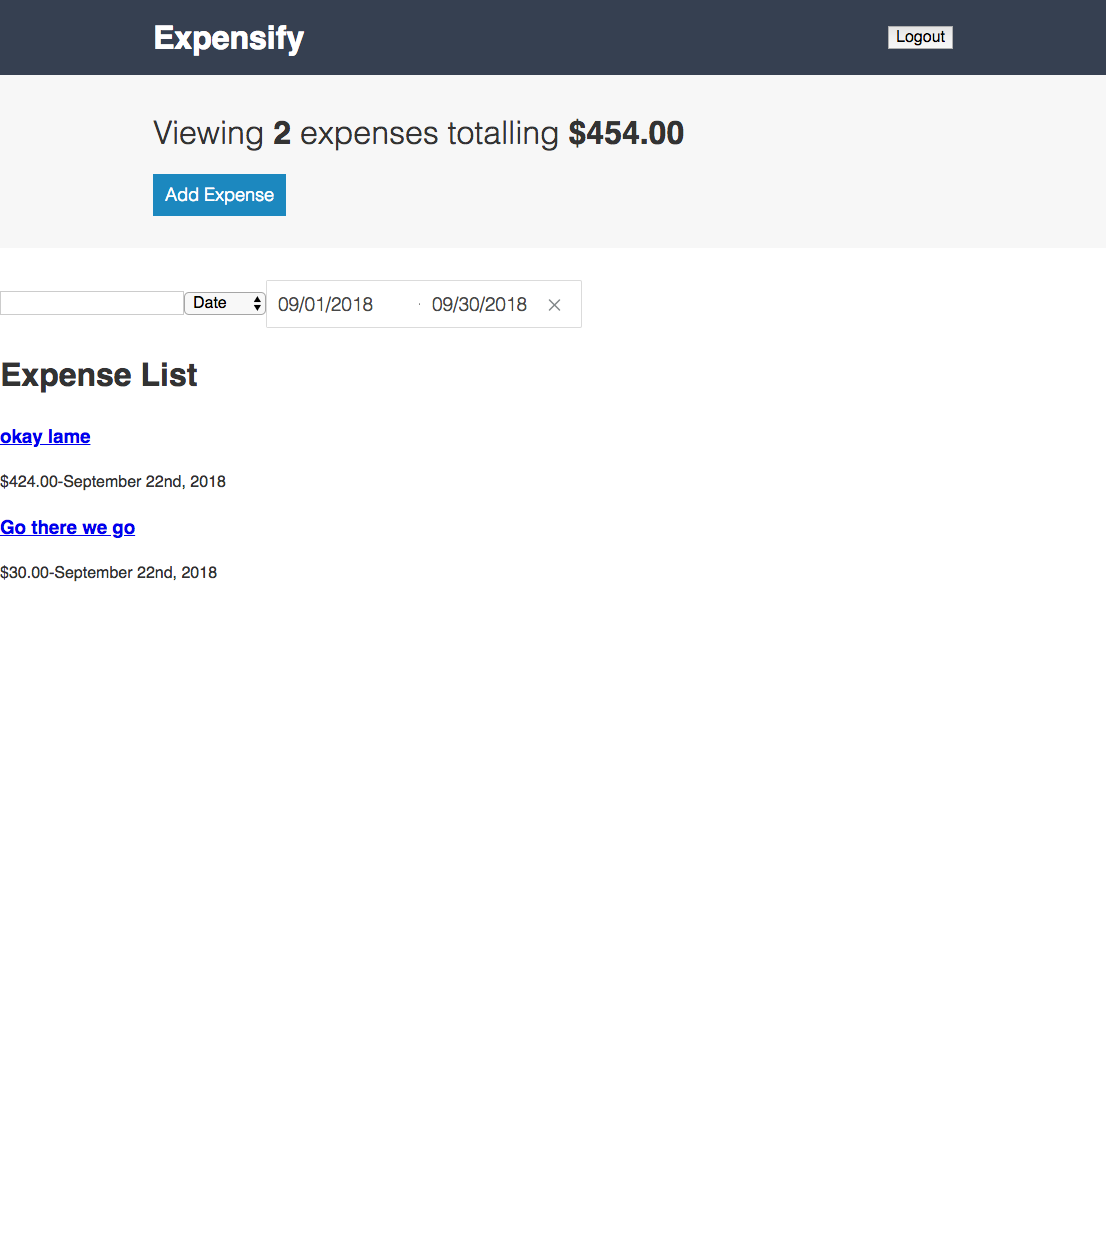 Expensify
Logout
Viewing 2 expenses totalling $454.00
Add Expense
Date 09/01/2018 09/30/2018
Expense List
okay lame
$424.00-September 22nd, 2018
Go there we go
$30.00-September 22nd, 2018